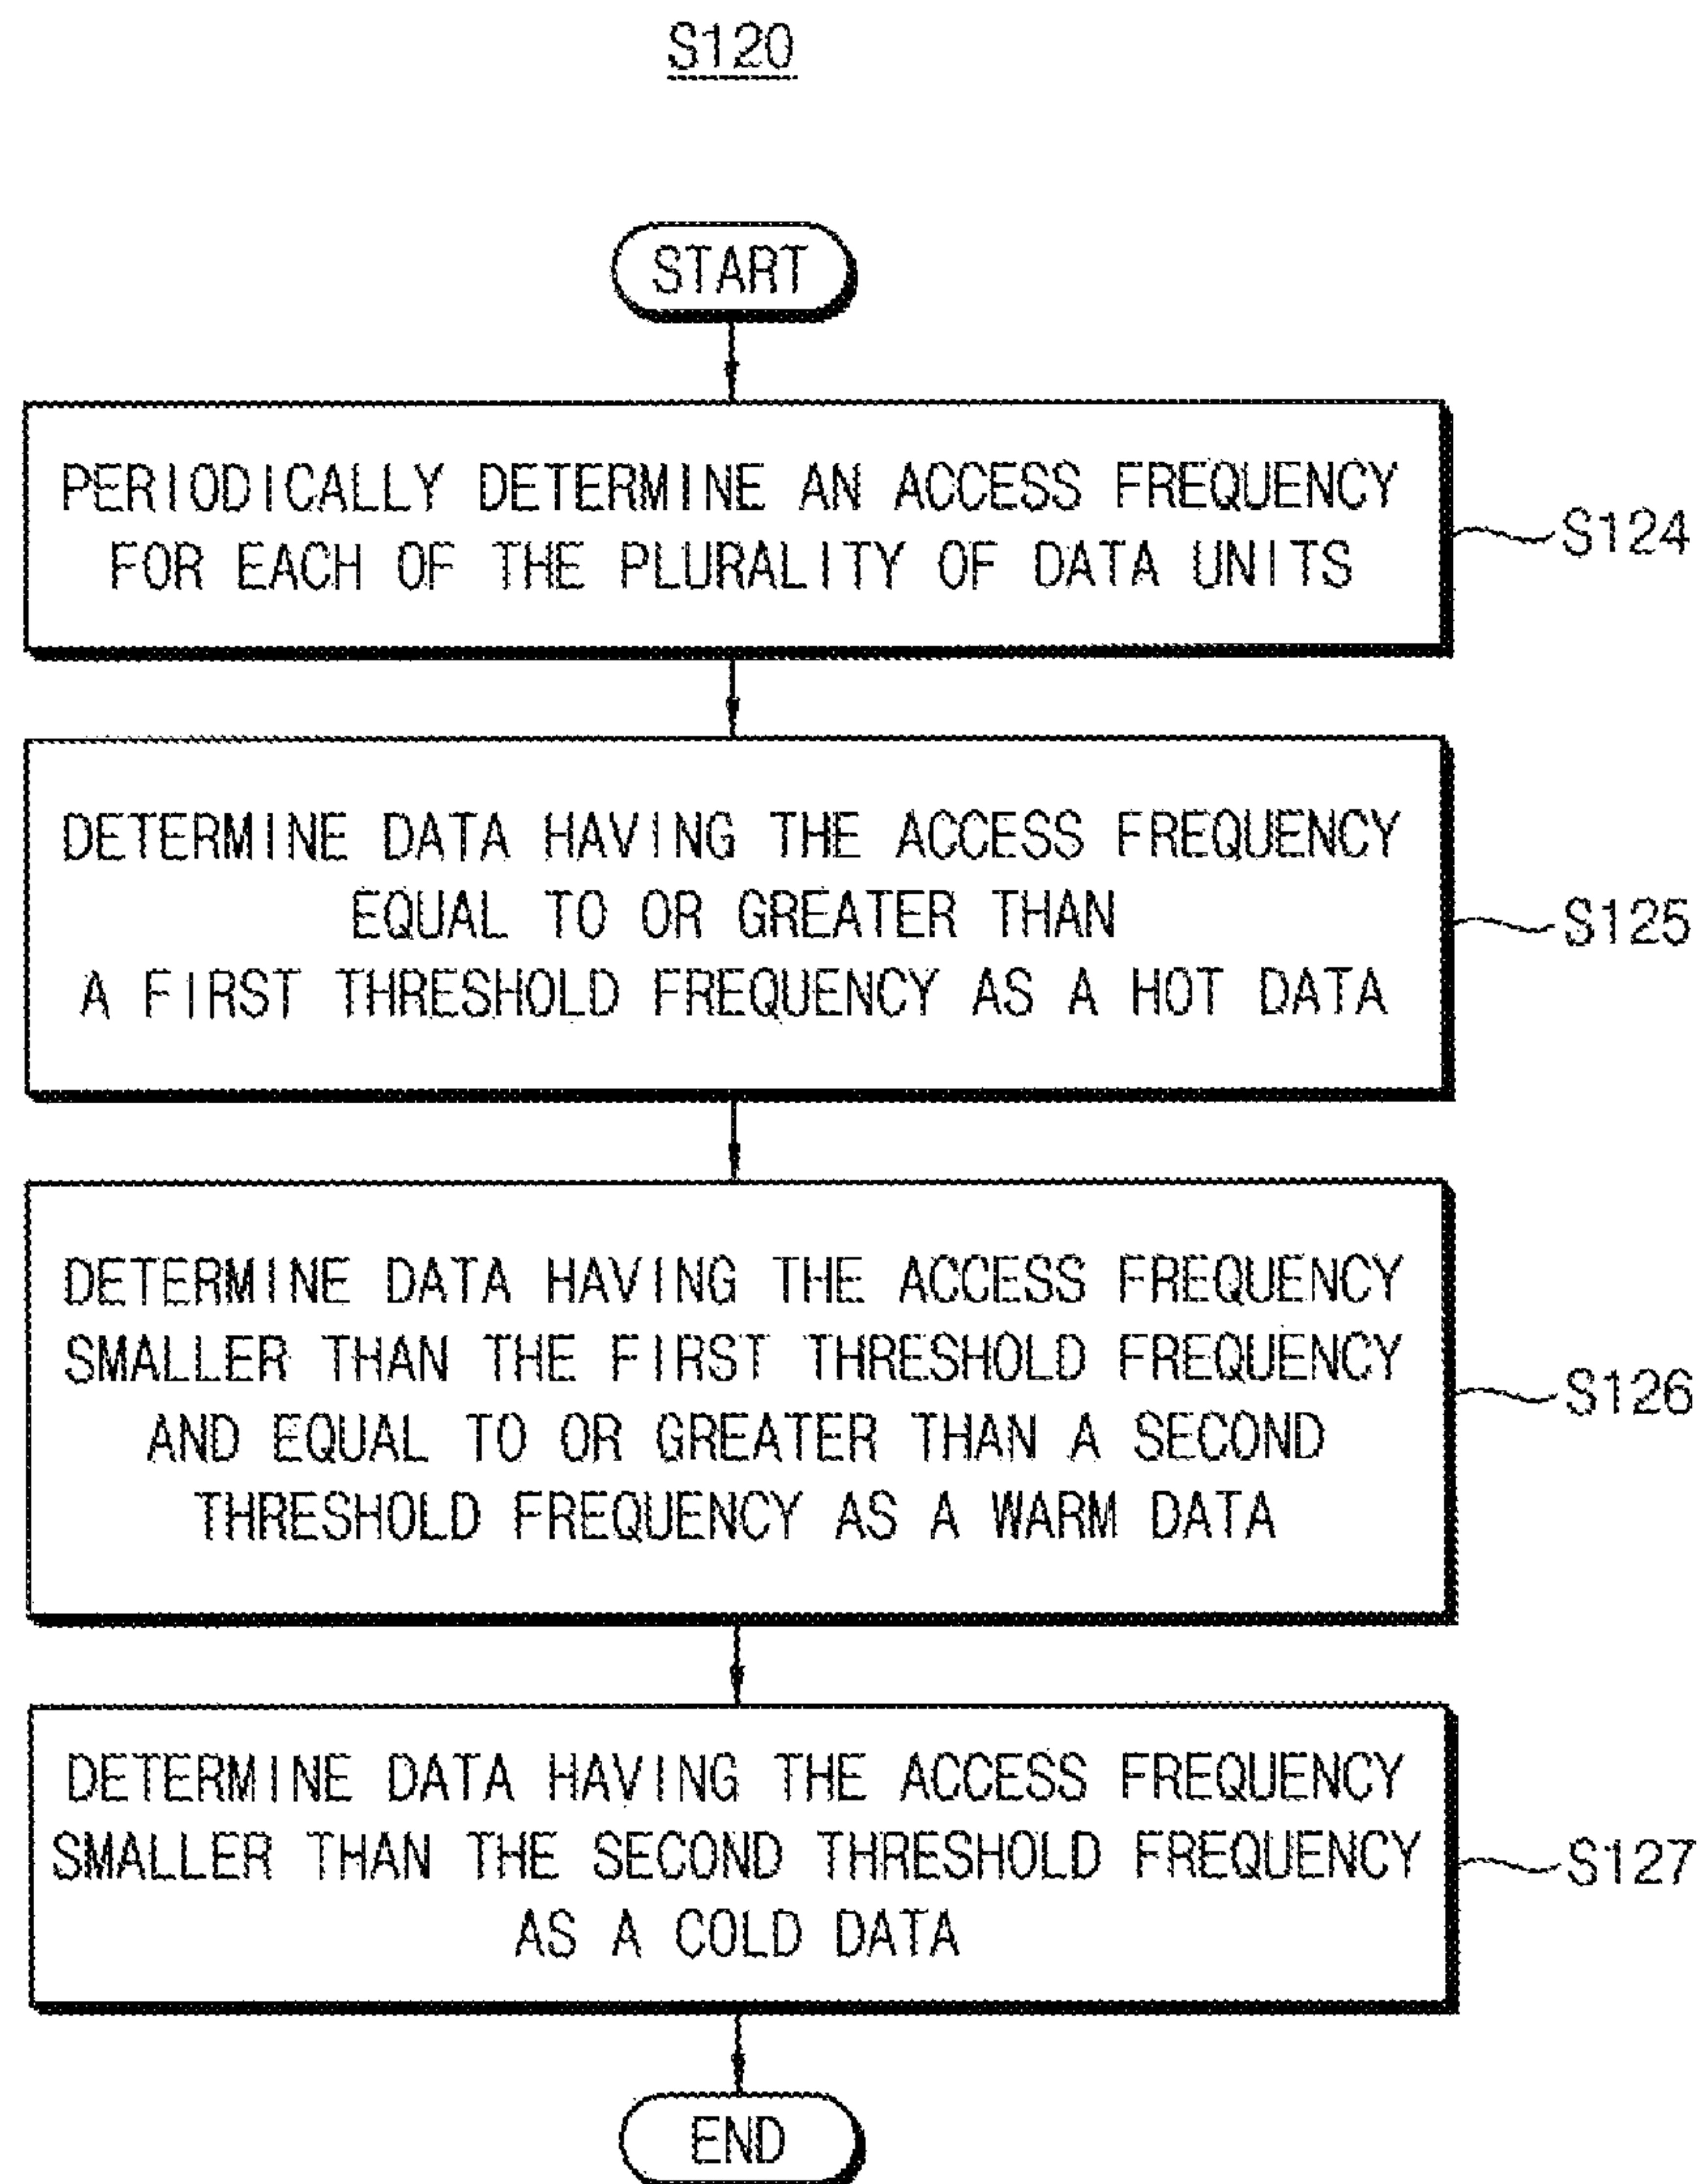 S120
START
PERIODICALLY DETERMINE AN ACCESS FREQUENCY
FOR EACH OF THE PLURALITY OF DATA UNITS
S124
DETERMINE DATA HAVING THE ACCESS FREQUENCY
EQUAL TO OR GREATER THAN
A FIRST THRESHOLD FREQUENCY AS A HOT DATA
S125
DETERMINE DATA HAVING THE ACCESS FREQUENCY
SMALLER THAN THE FIRST THRESHOLD FREQUENCY
AND EQUAL TO OR GREATER THAN A SECOND
THRESHOLD FREQUENCY AS A WARM DATA
S126
DETERMINE DATA HAVING THE ACCESS FREQUENCY
SMALLER THAN THE SECOND THRESHOLD FREQUENCY
AS A COLD DATA
S127
END